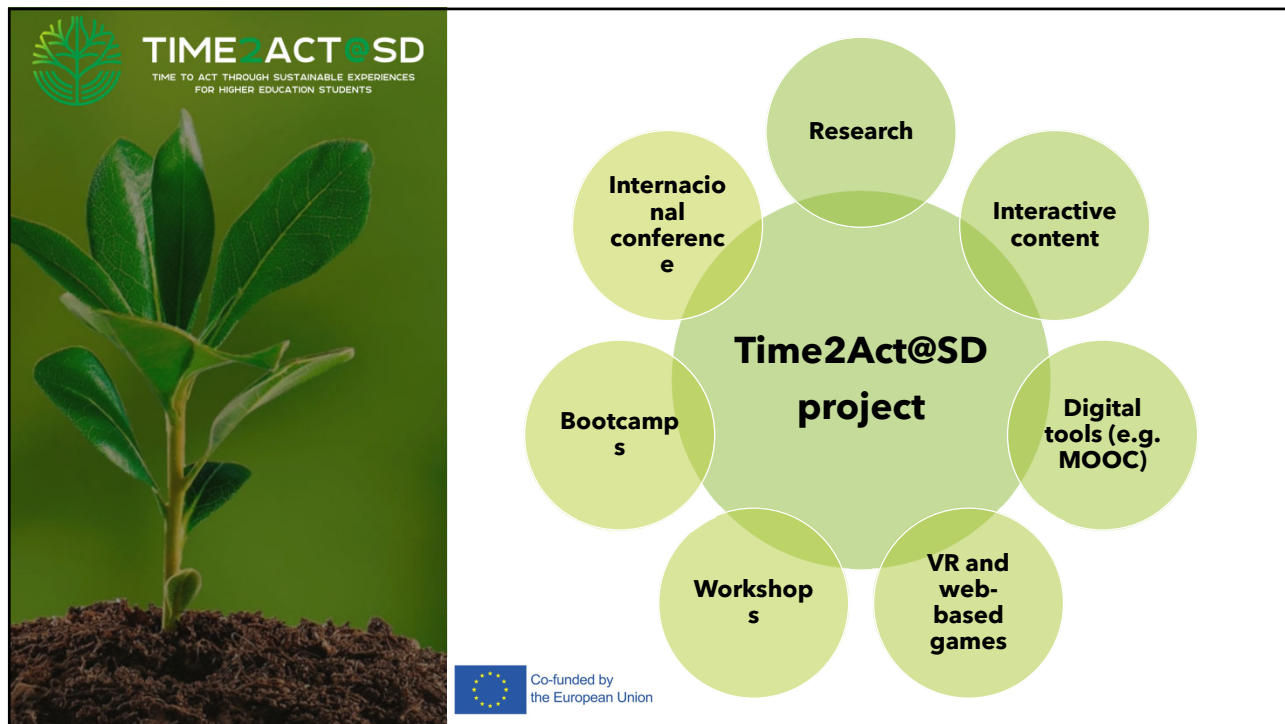 TIME2ACT@SD
TIME TO ACT THROUGH SUSTAINABLE EXPERIENCES
FOR HIGHER EDUCATION STUDENTS
Research
Interactive
content
Digital
tools (e.g.
MOOC)
VR and
web-
based
games
Workshop
s
Bootcamp
s
Internacio
nal
conferenc
e
Time2Act@SD
project
Co-funded by
the European Union